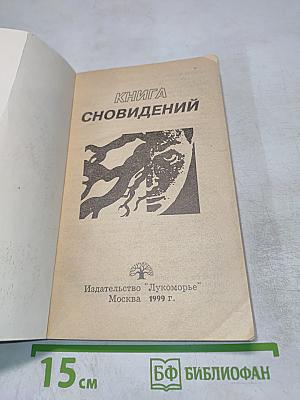 КНИГА
СНОВИДЕНИЙ
Издательство "Лукоморье"
Москва 1999 г.
15 см
БФ БИБЛИОФАН